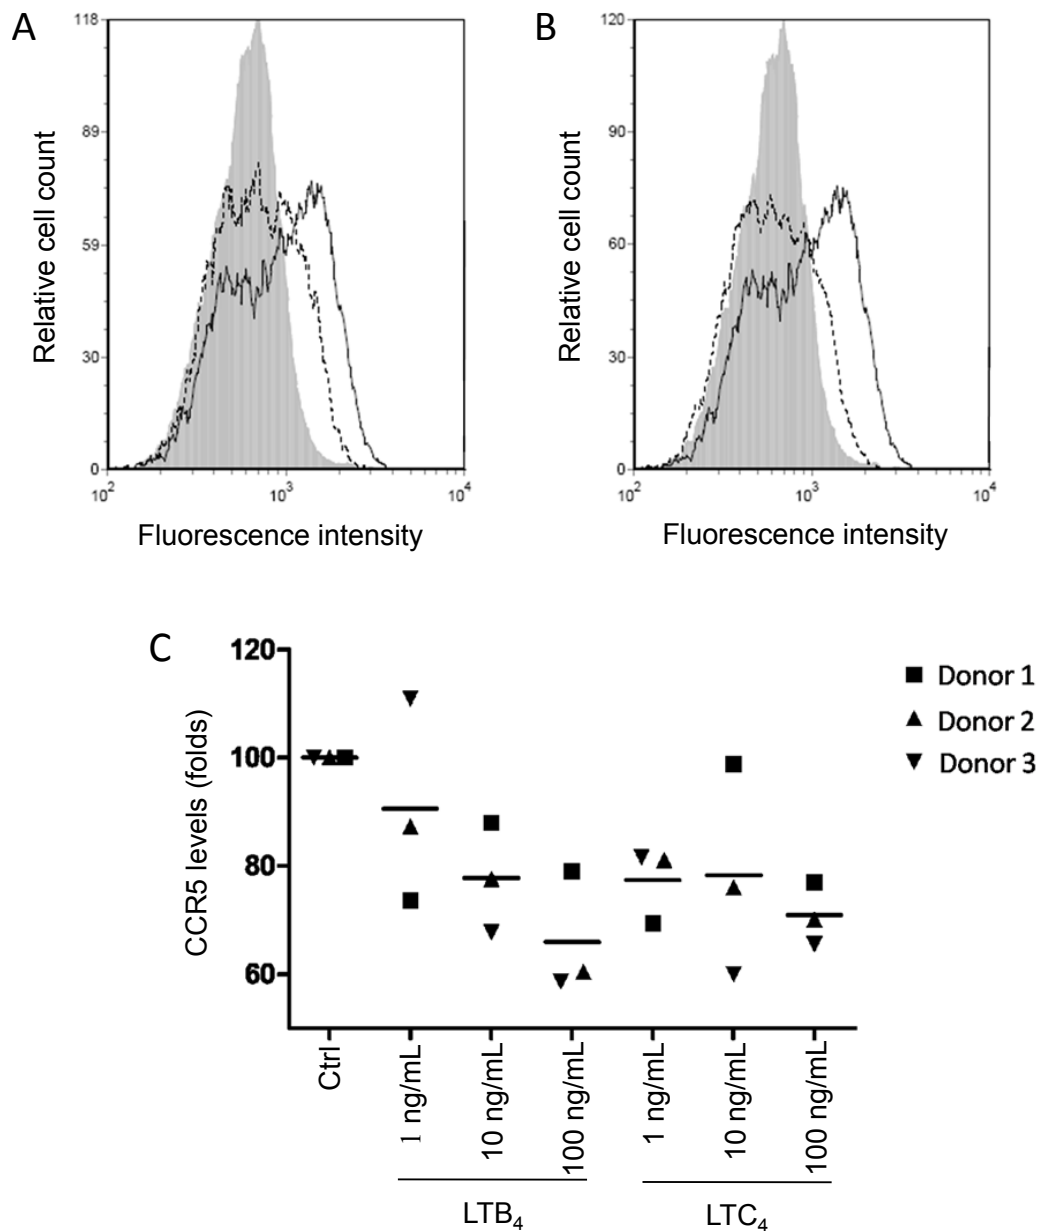 A
118
89
59
30
0
Relative cell count
10²
10³
10⁴
Fluorescence intensity
B
120
90
60
30
0
Relative cell count
10²
10³
10⁴
Fluorescence intensity
C
120
100
80
60
CCR5 levels (folds)
Donor 1
Donor 2
Donor 3
Ctrl
1 ng/mL
10 ng/mL
100 ng/mL
1 ng/mL
10 ng/mL
100 ng/mL
LTB₄
LTC₄